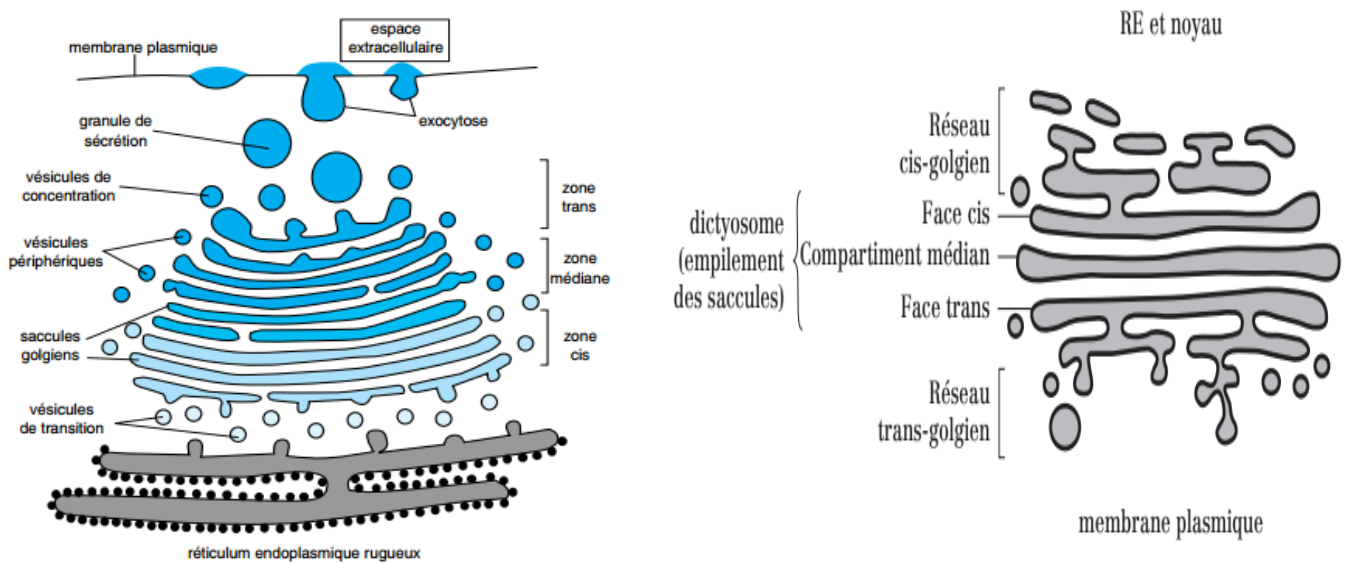 espace
extracellulaire
membrane plasmique
exocytose
granule de
sécrétion
vésicules de
concentration
zone
trans
vésicules
périphériques
zone
médiane
saccules
golgiens
zone
cis
vésicules
de transition
réticulum endoplasmique rugueux
RE et noyau
Réseau
cis-golgien
Face cis
dictyosome
(empilement
des saccules)
Compartiment médian
Face trans
Réseau
trans-golgien
membrane plasmique